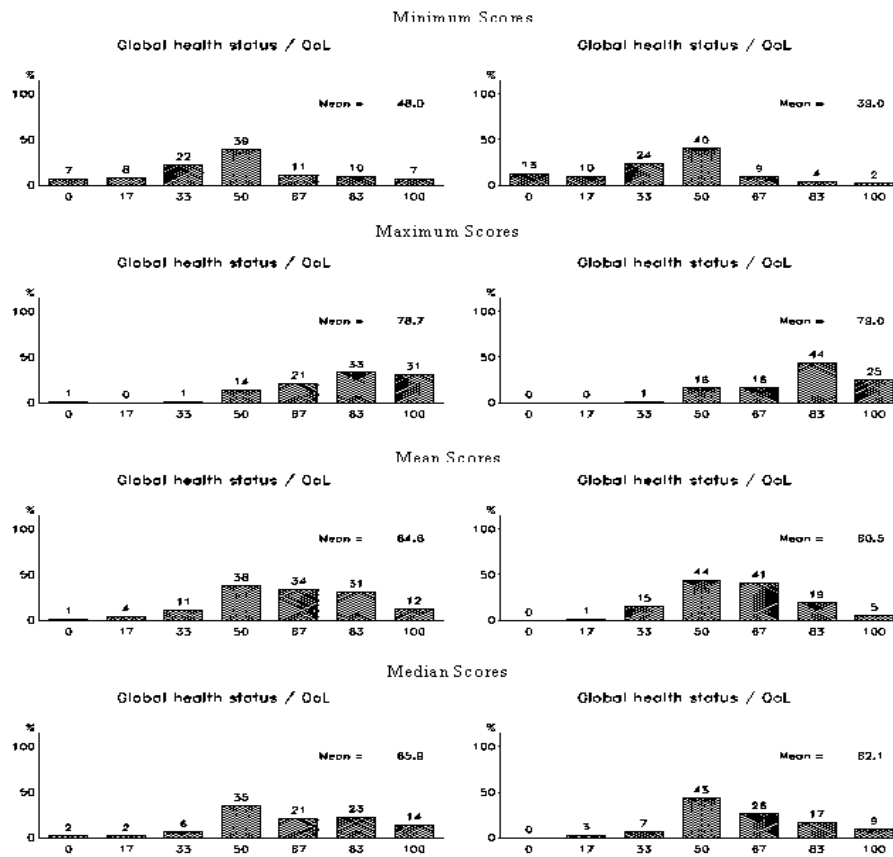 Minimum Scores
Global health status / QoL Global health status / QoL
%
100
50
0
Mean =
7 8 22 39 11 10 7
0 17 33 50 67 83 100
%
100
50
0
Mean =
13 10 24 40 9 4 2
0 17 33 50 67 83 100
Maximum Scores
Global health status / QoL Global health status / QoL
%
100
50
0
Mean = 78.7
1 0 1 14 21 33 31
0 17 33 50 67 83 100
%
100
50
0
Mean = 79.0
0 0 1 16 16 44 25
0 17 33 50 67 83 100
Mean Scores
Global health status / QoL Global health status / QoL
%
100
50
0
Mean = 64.6
1 4 11 38 34 31 12
0 17 33 50 67 83 100
%
100
50
0
Mean = 60.5
0 1 15 44 41 19 5
0 17 33 50 67 83 100
Median Scores
Global health status / QoL Global health status / QoL
%
100
50
0
Mean =
2 2 6 35 21 23 14
0 17 33 50 67 83 100
%
100
50
0
Mean = 62.1
0 3 7 43 26 17 9
0 17 33 50 67 83 100